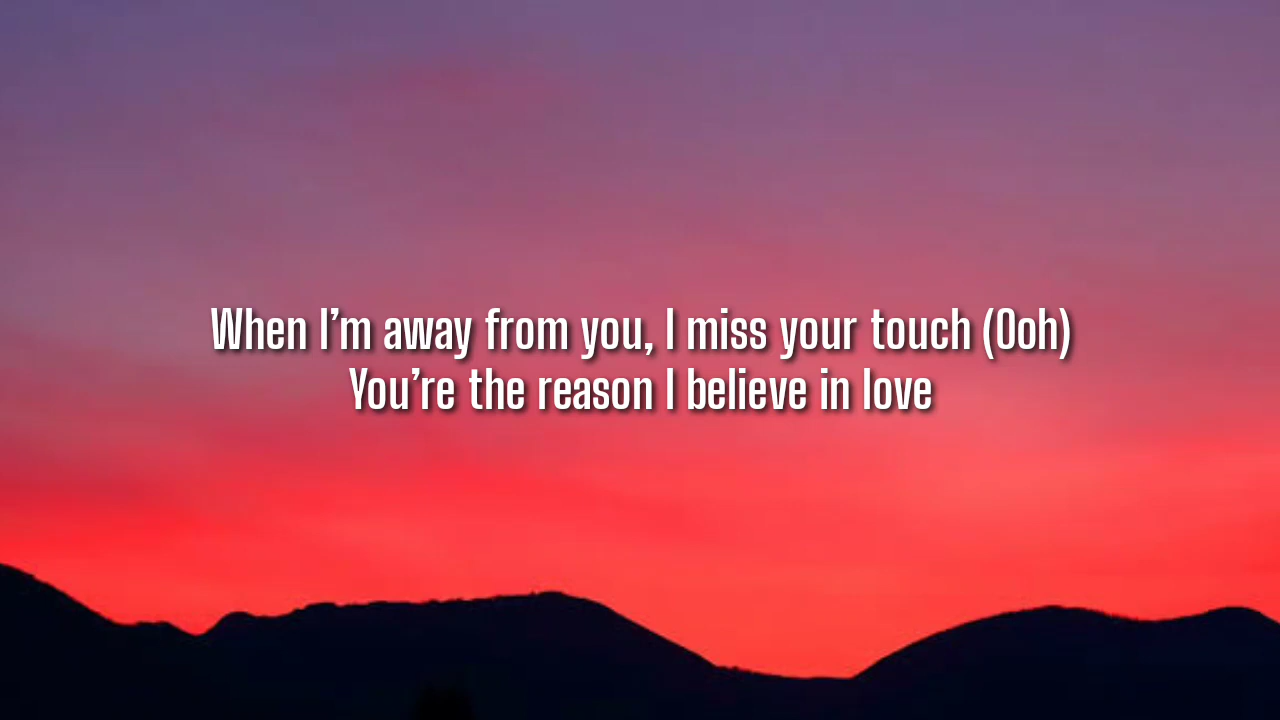 When I’m away from you, I miss your touch (Ooh)
You’re the reason I believe in love